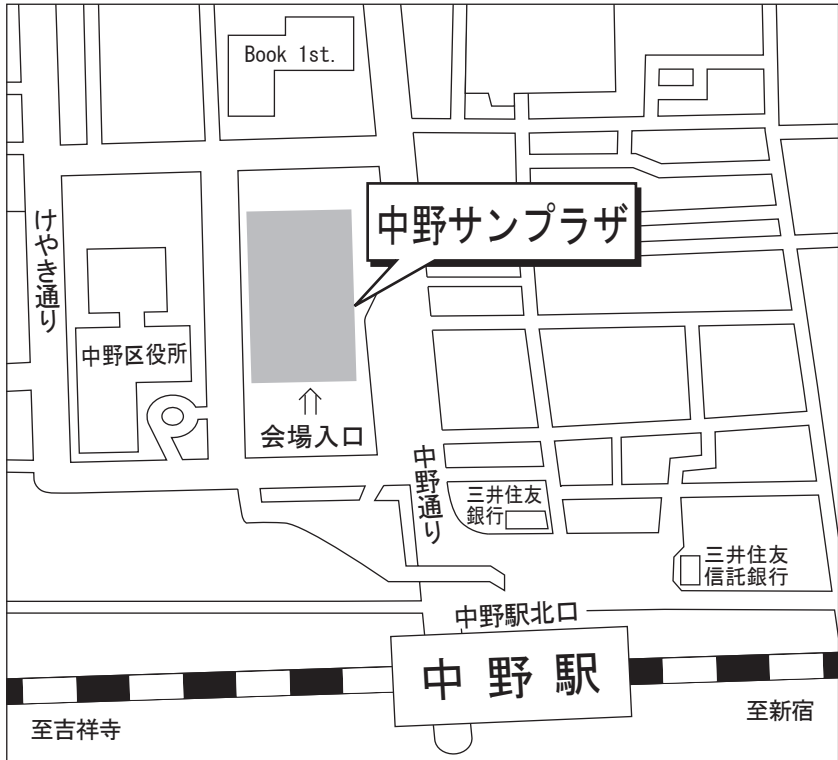 Book 1st.
中野サンプラザ
けやき通り
中野区役所
会場入口
中野通り
三井住友
銀行
三井住友
信託銀行
中野駅北口
中野駅
至吉祥寺
至新宿